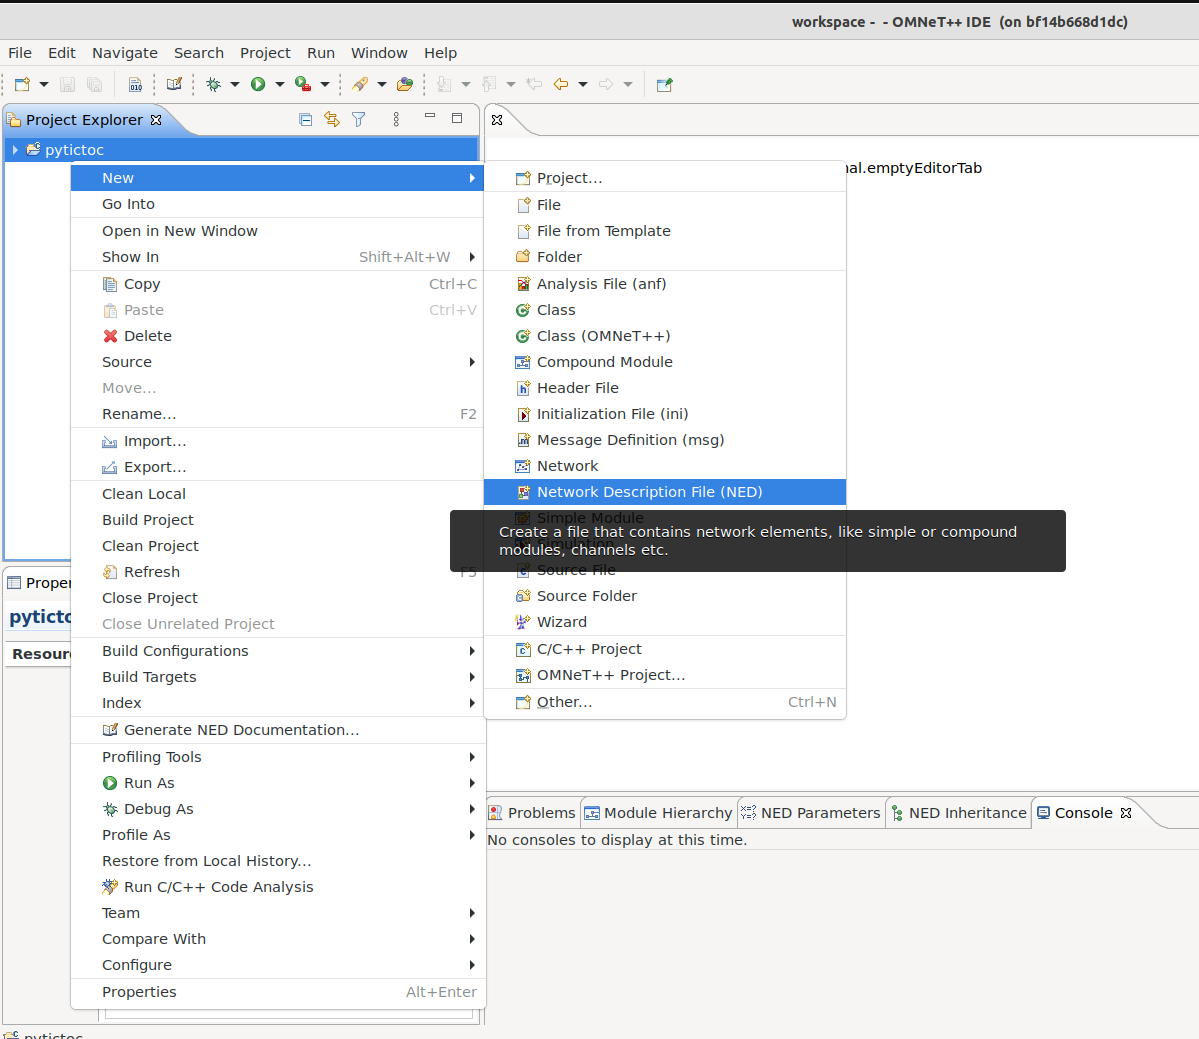 workspace -  - OMNeT++ IDE  (on bf14b668d1dc)
File Edit Navigate Search Project Run Window Help
Project Explorer
pytictoc
New
Go Into
Open in New Window
Show In Shift+Alt+W
Copy Ctrl+C
Paste Ctrl+V
Delete
Source
Move...
Rename... F2
Import...
Export...
Clean Local
Build Project
Clean Project
Refresh F5
Close Project
Close Unrelated Project
Build Configurations
Build Targets
Index
Generate NED Documentation...
Profiling Tools
Run As
Debug As
Profile As
Restore from Local History...
Run C/C++ Code Analysis
Team
Compare With
Configure
Properties Alt+Enter
Project...
File
File from Template
Folder
Analysis File (anf)
Class
Class (OMNeT++)
Compound Module
Header File
Initialization File (ini)
Message Definition (msg)
Network
Network Description File (NED)
Simple Module
Simulation
Source File
Source Folder
Wizard
C/C++ Project
OMNeT++ Project...
Other... Ctrl+N
Create a file that contains network elements, like simple or compound
modules, channels etc.
nal.emptyEditorTab
Proper
pyticto
Resour
Problems Module Hierarchy NED Parameters NED Inheritance Console
No consoles to display at this time.
pytictoc